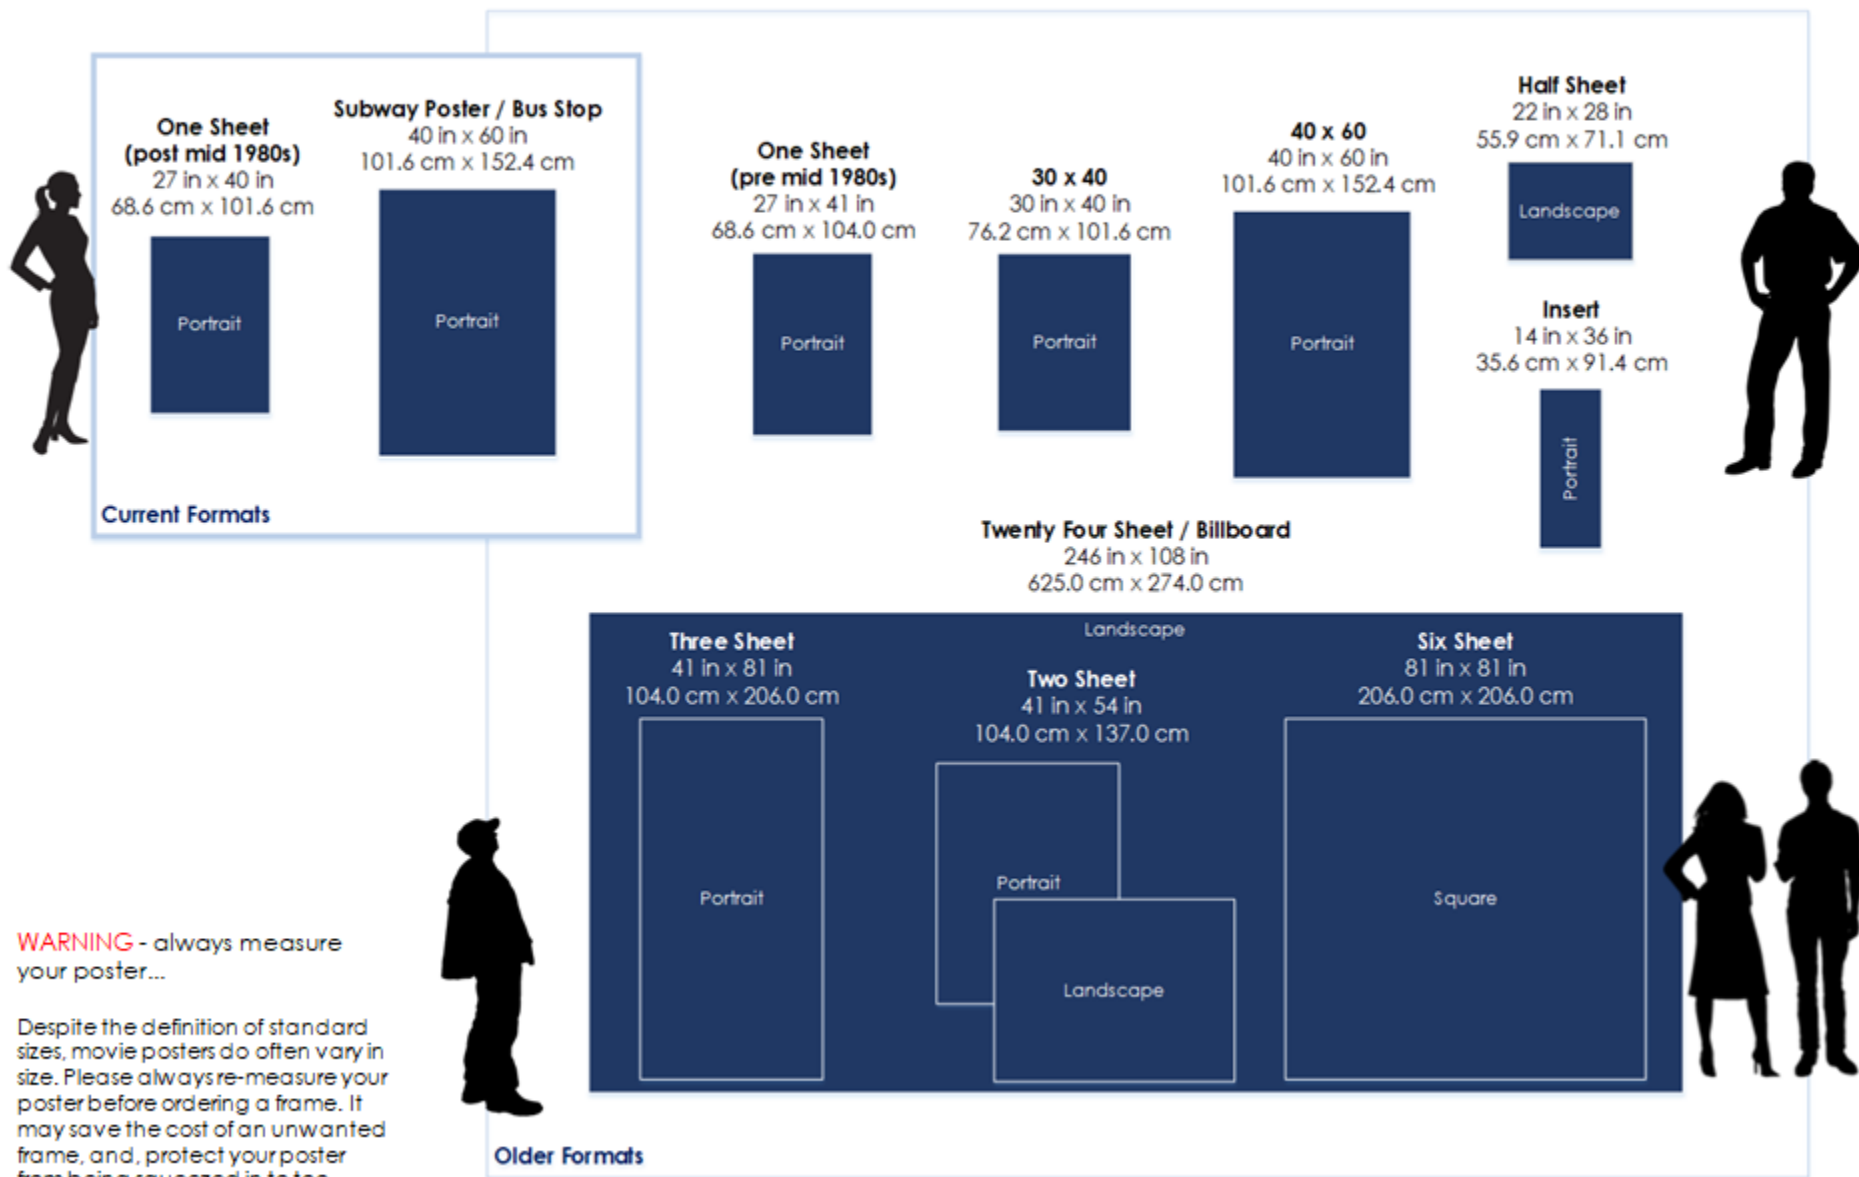 One Sheet
(post mid 1980s)
27 in x 40 in
68.6 cm x 101.6 cm
Portrait
Subway Poster / Bus Stop
40 in x 60 in
101.6 cm x 152.4 cm
Portrait
Current Formats
One Sheet
(pre mid 1980s)
27 in x 41 in
68.6 cm x 104.0 cm
Portrait
30 x 40
30 in x 40 in
76.2 cm x 101.6 cm
Portrait
40 x 60
40 in x 60 in
101.6 cm x 152.4 cm
Portrait
Half Sheet
22 in x 28 in
55.9 cm x 71.1 cm
Landscape
Insert
14 in x 36 in
35.6 cm x 91.4 cm
Portrait
Twenty Four Sheet / Billboard
246 in x 108 in
625.0 cm x 274.0 cm
Landscape
Three Sheet
41 in x 81 in
104.0 cm x 206.0 cm
Portrait
Two Sheet
41 in x 54 in
104.0 cm x 137.0 cm
Portrait
Landscape
Six Sheet
81 in x 81 in
206.0 cm x 206.0 cm
Square
WARNING - always measure
your poster...
Despite the definition of standard
sizes, movie posters do often vary in
size. Please always re-measure your
poster before ordering a frame. It
may save the cost of an unwanted
frame, and, protect your poster
from being squeezed in to too
Older Formats